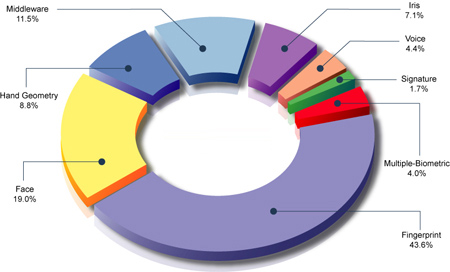 Middleware
11.5%
Iris
7.1%
Voice
4.4%
Signature
1.7%
Hand Geometry
8.8%
Multiple-Biometric
4.0%
Face
19.0%
Fingerprint
43.6%